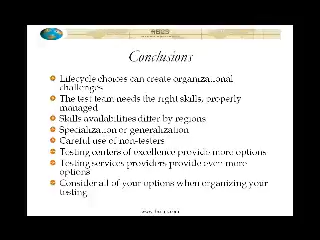 Conclusions
Lifecycle choices can create organizational
challenges
The test team needs the right skills, properly
managed
Skills availabilities differ by regions
Specialization or generalization
Careful use of non-testers
Testing centers of excellence provide more options
Testing services providers provide even more
options
Consider all of your options when organizing your
testing